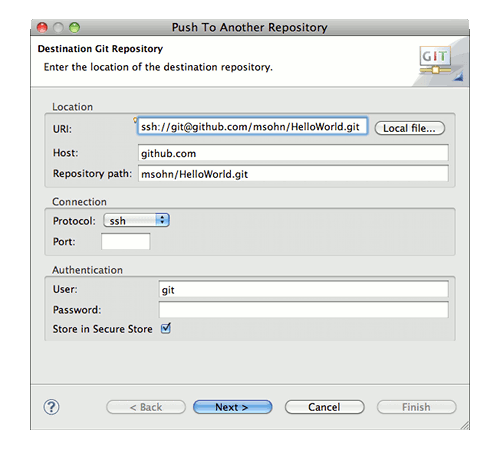 Push To Another Repository
Destination Git Repository
Enter the location of the destination repository.
GIT
Location
URI: ssh://git@github.com/msohn/HelloWorld.git Local file...
Host: github.com
Repository path: msohn/HelloWorld.git
Connection
Protocol: ssh
Port:
Authentication
User: git
Password:
Store in Secure Store
? < Back Next > Cancel Finish